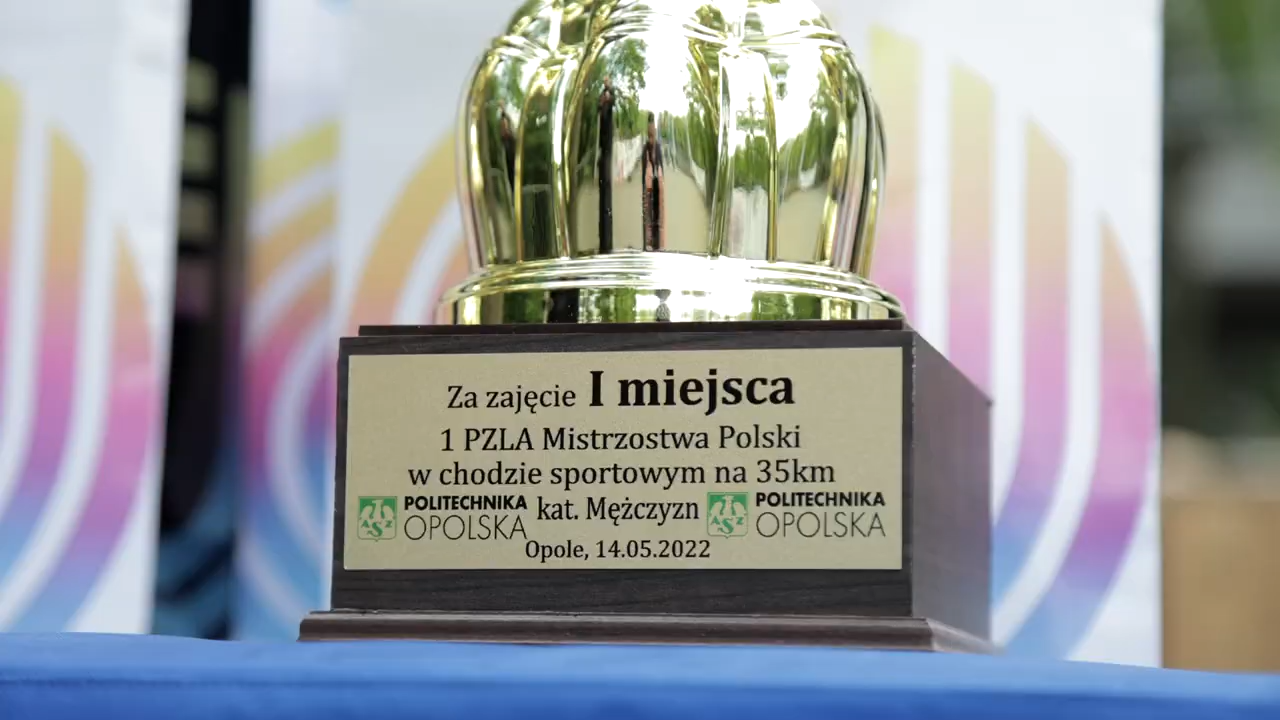 Za zajęcie I miejsca
1 PZLA Mistrzostwa Polski
w chodzie sportowym na 35km
AZS POLITECHNIKA OPOLSKA kat. Mężczyzn AZS POLITECHNIKA OPOLSKA
Opole, 14.05.2022